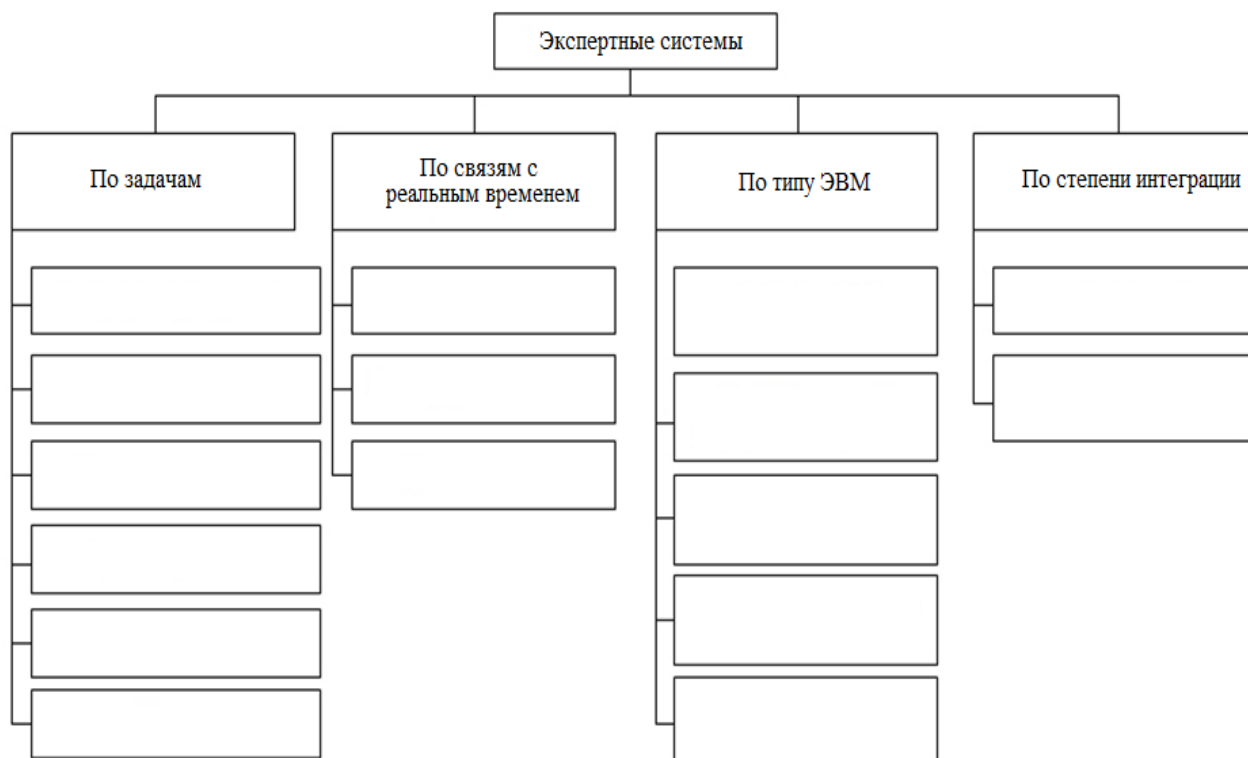 Экспертные системы
По задачам
По связям с
реальным временем
По типу ЭВМ
По степени интеграции